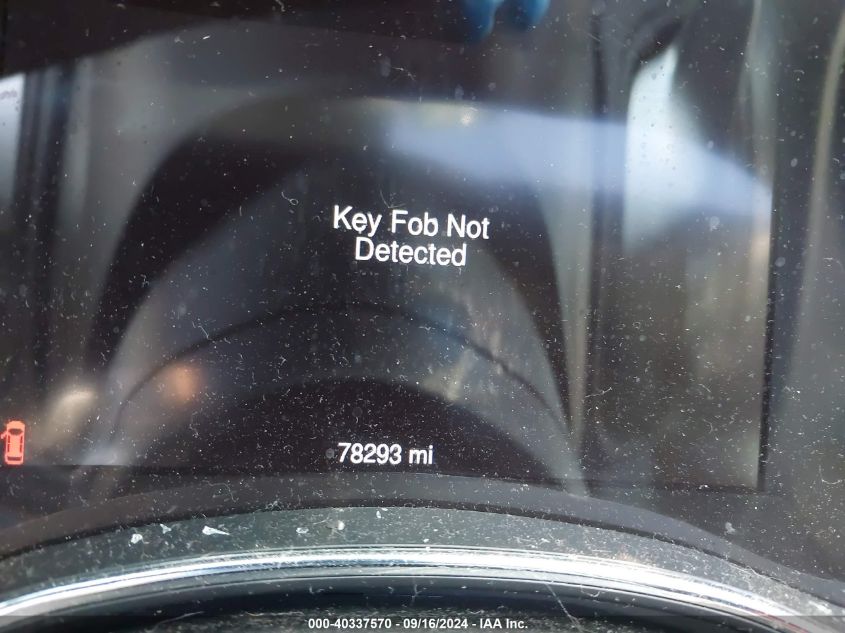 Key Fob Not
Detected
78293 mi
000-40337570 - 09/16/2024 - IAA Inc.